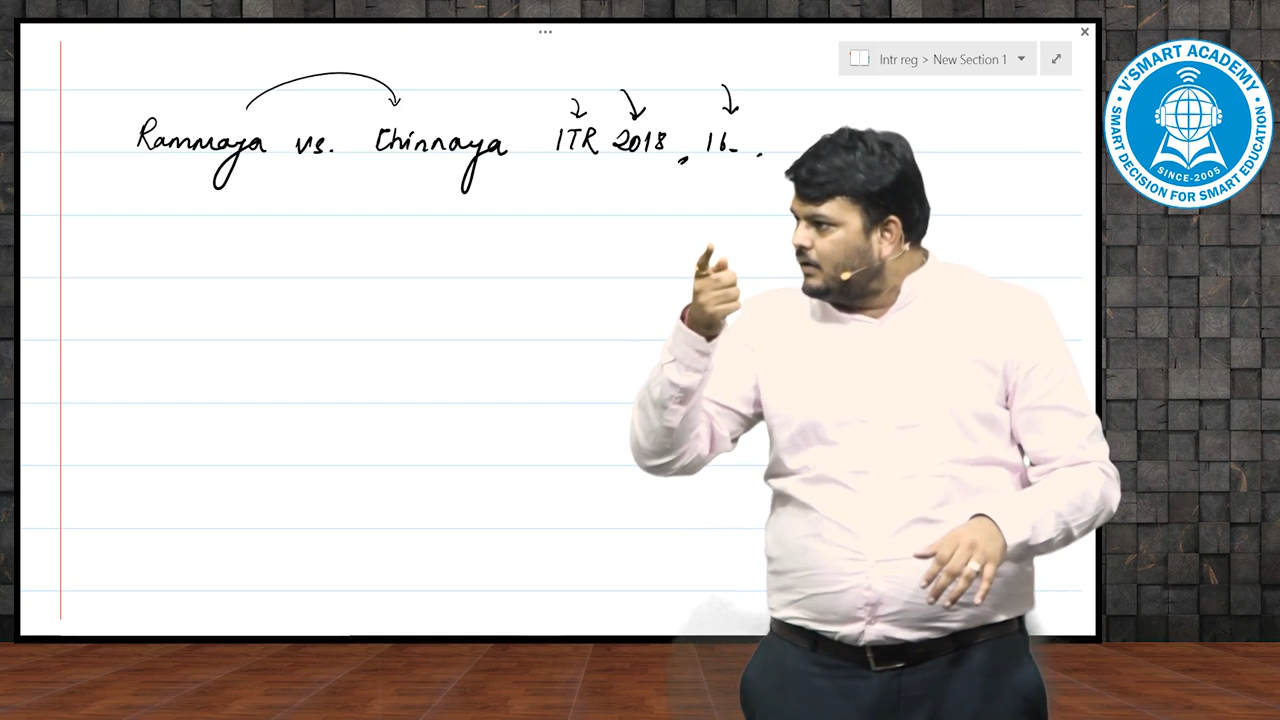 Intr reg > New Section 1
Ramnaya vs. Chinnaya ITR 2018, 16-.
V'SMART ACADEMY
SMART DECISION FOR SMART EDUCATION
SINCE-2005